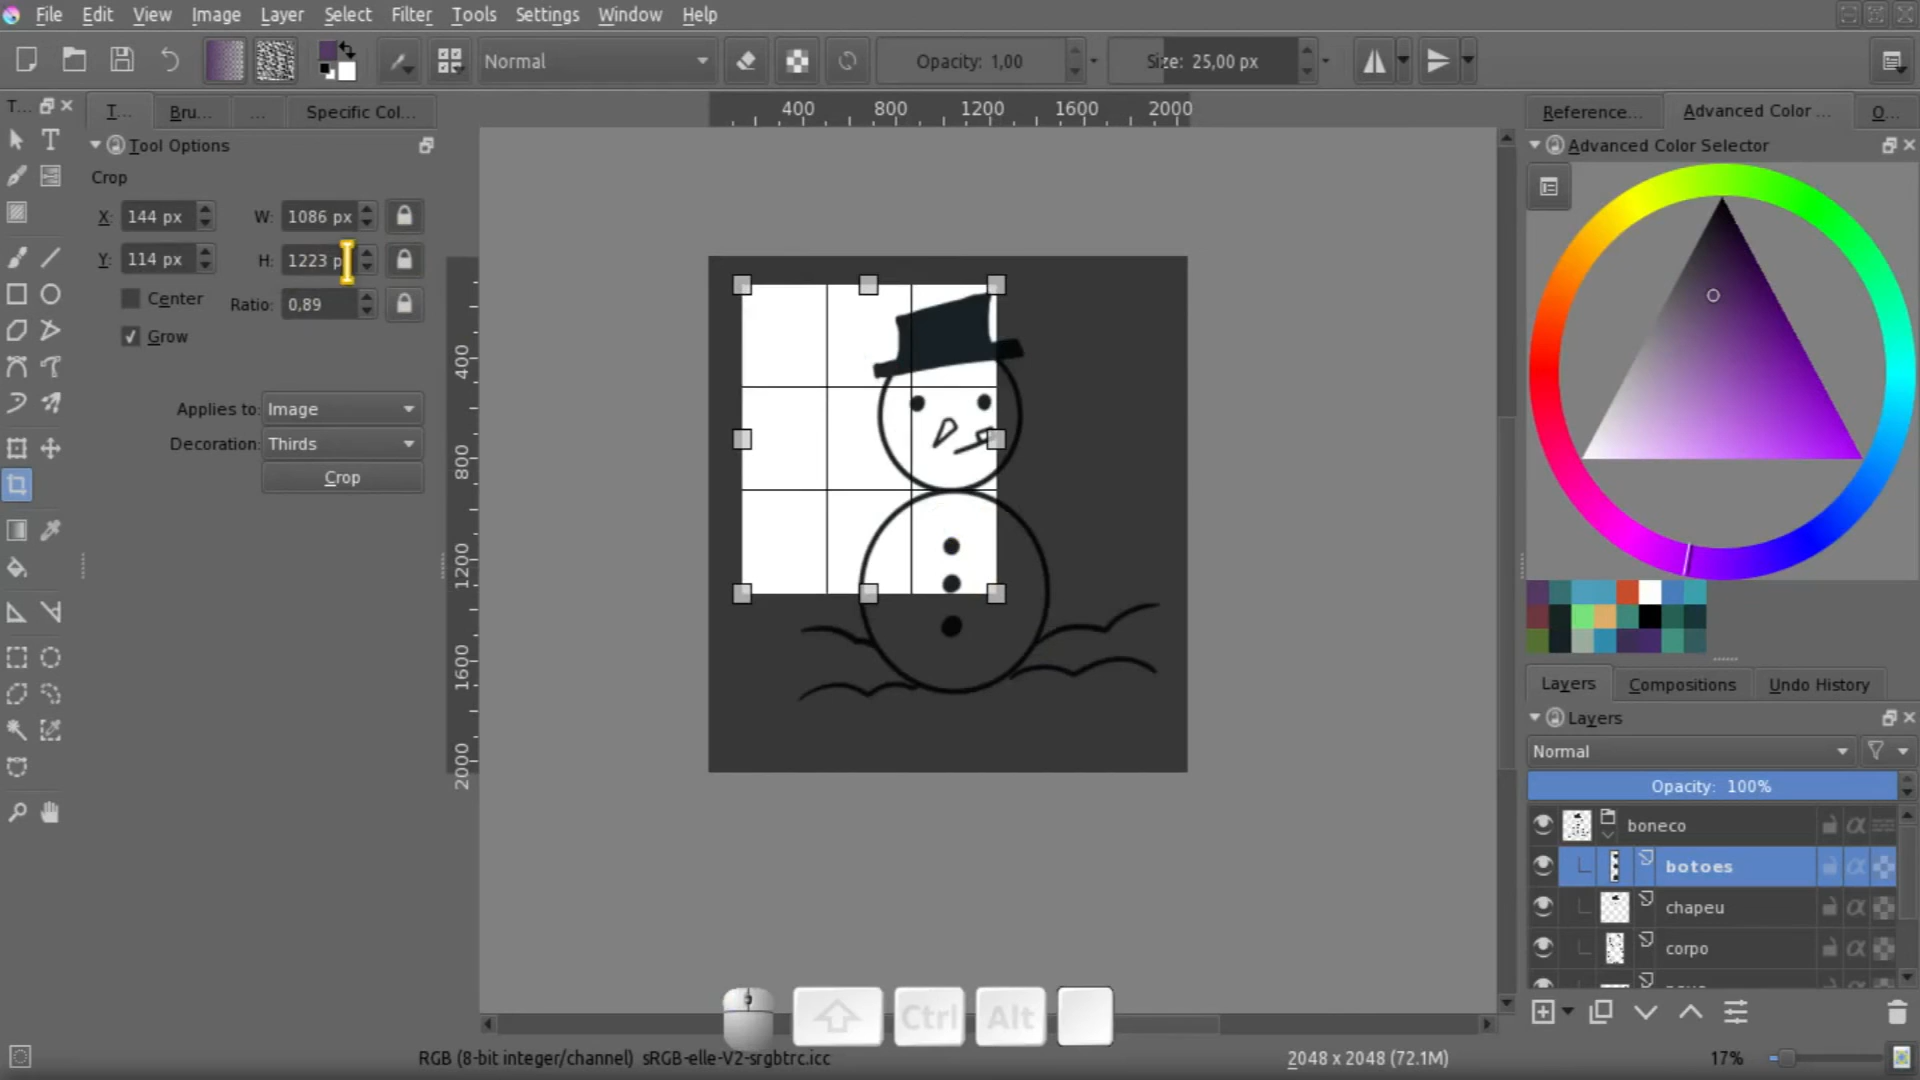 File Edit View Image Layer Select Filter Tools Settings Window Help
Normal Opacity: 1,00 Size: 25,00 px
T... T... Bru... ... Specific Col...
Tool Options
Crop
X: 144 px W: 1086 px
Y: 114 px H: 1223 p
Center Ratio: 0,89
Grow
Applies to: Image
Decoration: Thirds
Crop
400 800 1200 1600 2000
400
800
1200
1600
2000
Reference... Advanced Color ... O...
Advanced Color Selector
Layers Compositions Undo History
Layers
Normal
Opacity: 100%
boneco
botoes
chapeu
corpo
Ctrl Alt
RGB (8-bit integer/channel) sRGB-elle-V2-srgbtrc.icc 2048 x 2048 (72.1M) 17%